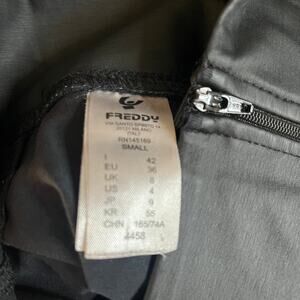 FREDDY
VIA SANTO SPIRITO 14
20121 MILANO
ITALY
RN145169
SMALL
I 42
EU 36
UK 8
US 4
JP 9
KR 55
CHN 165/74A
4458